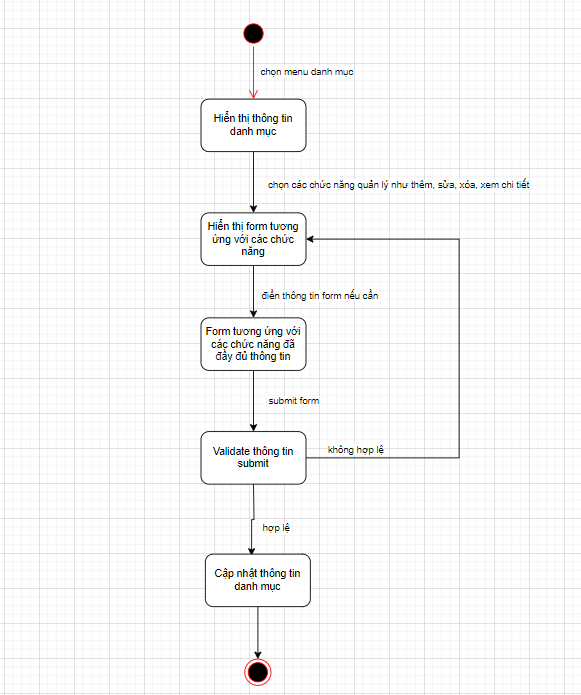 chọn menu danh mục
Hiển thị thông tin
danh mục
chọn các chức năng quản lý như thêm, sửa, xóa, xem chi tiết
Hiển thị form tương
ứng với các chức
năng
điền thông tin form nếu cần
Form tương ứng với
các chức năng đã
đầy đủ thông tin
submit form
Validate thông tin
submit
không hợp lệ
hợp lệ
Cập nhật thông tin
danh mục